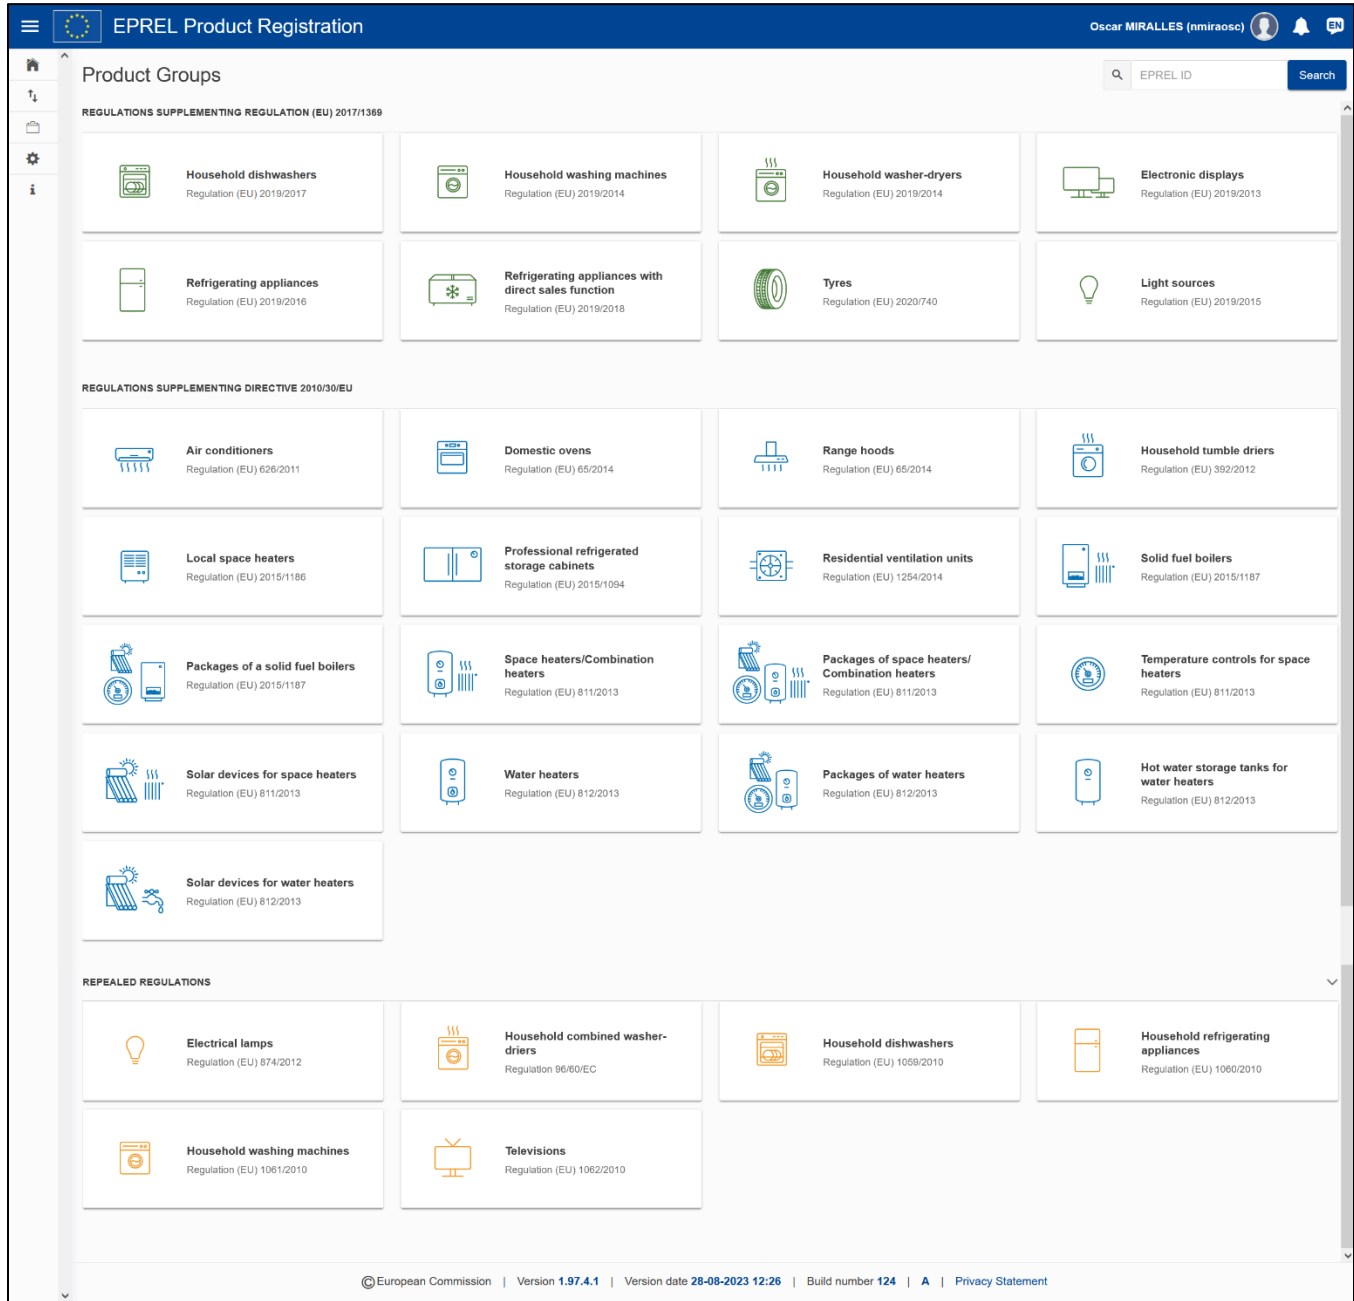 EPREL Product Registration
Oscar MIRALLES (nmiraosc)
EN
Product Groups
EPREL ID
Search
REGULATIONS SUPPLEMENTING REGULATION (EU) 2017/1369
Household dishwashers
Regulation (EU) 2019/2017
Household washing machines
Regulation (EU) 2019/2014
Household washer-dryers
Regulation (EU) 2019/2014
Electronic displays
Regulation (EU) 2019/2013
Refrigerating appliances
Regulation (EU) 2019/2016
Refrigerating appliances with
direct sales function
Regulation (EU) 2019/2018
Tyres
Regulation (EU) 2020/740
Light sources
Regulation (EU) 2019/2015
REGULATIONS SUPPLEMENTING DIRECTIVE 2010/30/EU
Air conditioners
Regulation (EU) 626/2011
Domestic ovens
Regulation (EU) 65/2014
Range hoods
Regulation (EU) 65/2014
Household tumble driers
Regulation (EU) 392/2012
Local space heaters
Regulation (EU) 2015/1186
Professional refrigerated
storage cabinets
Regulation (EU) 2015/1094
Residential ventilation units
Regulation (EU) 1254/2014
Solid fuel boilers
Regulation (EU) 2015/1187
Packages of a solid fuel boilers
Regulation (EU) 2015/1187
Space heaters/Combination
heaters
Regulation (EU) 811/2013
Packages of space heaters/
Combination heaters
Regulation (EU) 811/2013
Temperature controls for space
heaters
Regulation (EU) 811/2013
Solar devices for space heaters
Regulation (EU) 811/2013
Water heaters
Regulation (EU) 812/2013
Packages of water heaters
Regulation (EU) 812/2013
Hot water storage tanks for
water heaters
Regulation (EU) 812/2013
Solar devices for water heaters
Regulation (EU) 812/2013
REPEALED REGULATIONS
Electrical lamps
Regulation (EU) 874/2012
Household combined washer-
driers
Regulation 96/60/EC
Household dishwashers
Regulation (EU) 1059/2010
Household refrigerating
appliances
Regulation (EU) 1060/2010
Household washing machines
Regulation (EU) 1061/2010
Televisions
Regulation (EU) 1062/2010
©European Commission | Version 1.97.4.1 | Version date 28-08-2023 12:26 | Build number 124 | A | Privacy Statement